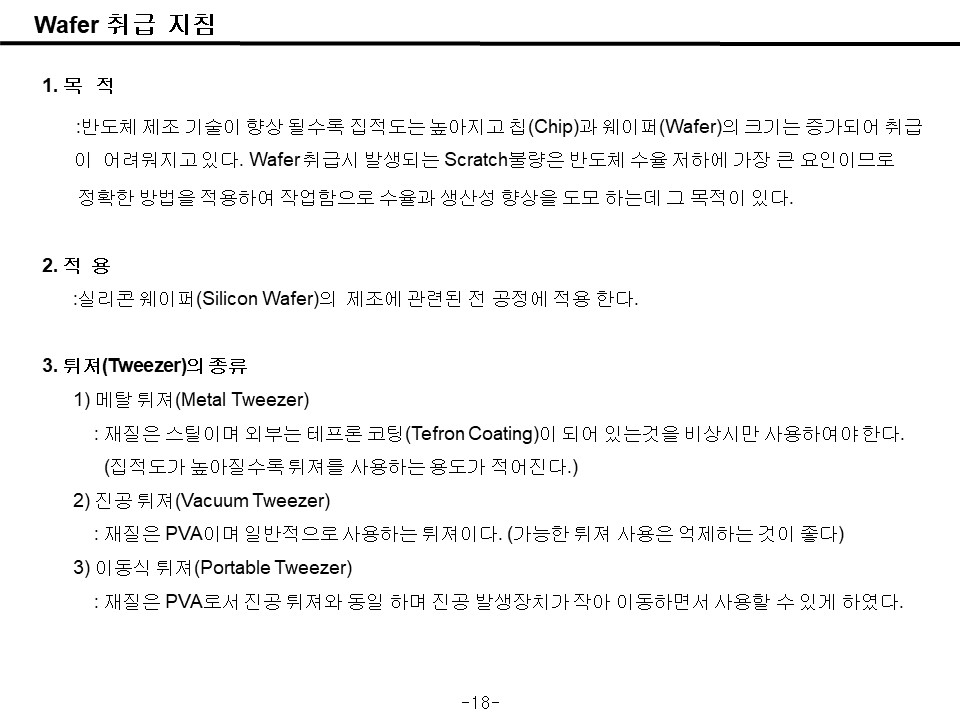 Wafer 취급 지침
1. 목 적
:반도체 제조 기술이 향상 될수록 집적도는 높아지고 칩(Chip)과 웨이퍼(Wafer)의 크기는 증가되어 취급
이 어려워지고 있다. Wafer 취급시 발생되는 Scratch불량은 반도체 수율 저하에 가장 큰 요인이므로
정확한 방법을 적용하여 작업함으로 수율과 생산성 향상을 도모 하는데 그 목적이 있다.
2. 적 용
:실리콘 웨이퍼(Silicon Wafer)의 제조에 관련된 전 공정에 적용 한다.
3. 튀져(Tweezer)의 종류
1) 메탈 튀져(Metal Tweezer)
: 재질은 스틸이며 외부는 테프론 코팅(Tefron Coating)이 되어 있는것을 비상시만 사용하여야 한다.
(집적도가 높아질수록 튀져를 사용하는 용도가 적어진다.)
2) 진공 튀져(Vacuum Tweezer)
: 재질은 PVA이며 일반적으로 사용하는 튀져이다. (가능한 튀져 사용은 억제하는 것이 좋다)
3) 이동식 튀져(Portable Tweezer)
: 재질은 PVA로서 진공 튀져와 동일 하며 진공 발생장치가 작아 이동하면서 사용할 수 있게 하였다.
-18-